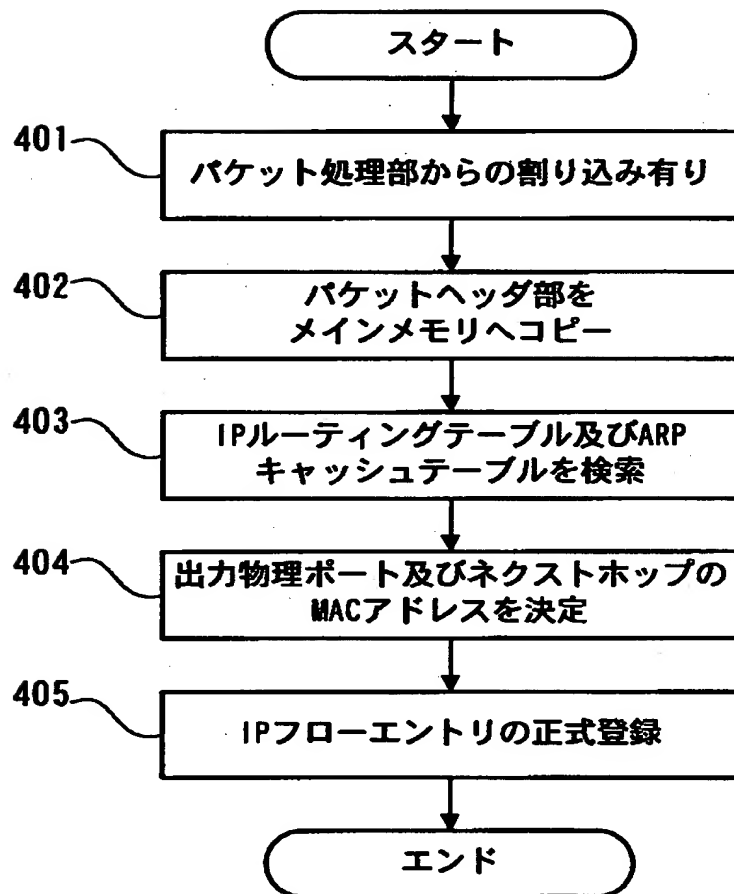 スタート
401
パケット処理部からの割り込み有り
402
パケットヘッダ部を
メインメモリへコピー
403
IPルーティングテーブル及びARP
キャッシュテーブルを検索
404
出力物理ポート及びネクストホップの
MACアドレスを決定
405
IPフローエントリの正式登録
エンド